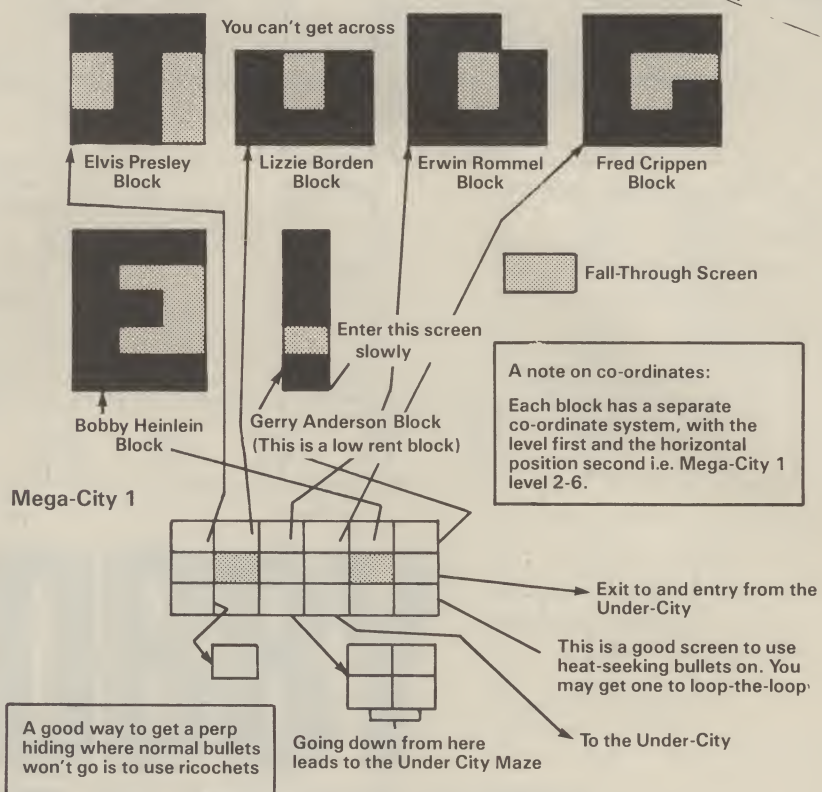 You can't get across
Elvis Presley
Block
Lizzie Borden
Block
Erwin Rommel
Block
Fred Crippen
Block
Fall-Through Screen
Enter this screen
slowly
Bobby Heinlein
Block
Gerry Anderson Block
(This is a low rent block)
A note on co-ordinates:
Each block has a separate
co-ordinate system, with the
level first and the horizontal
position second i.e. Mega-City 1
level 2-6.
Mega-City 1
Exit to and entry from the
Under-City
This is a good screen to use
heat-seeking bullets on. You
may get one to loop-the-loop
To the Under-City
A good way to get a perp
hiding where normal bullets
won't go is to use ricochets
Going down from here
leads to the Under City Maze